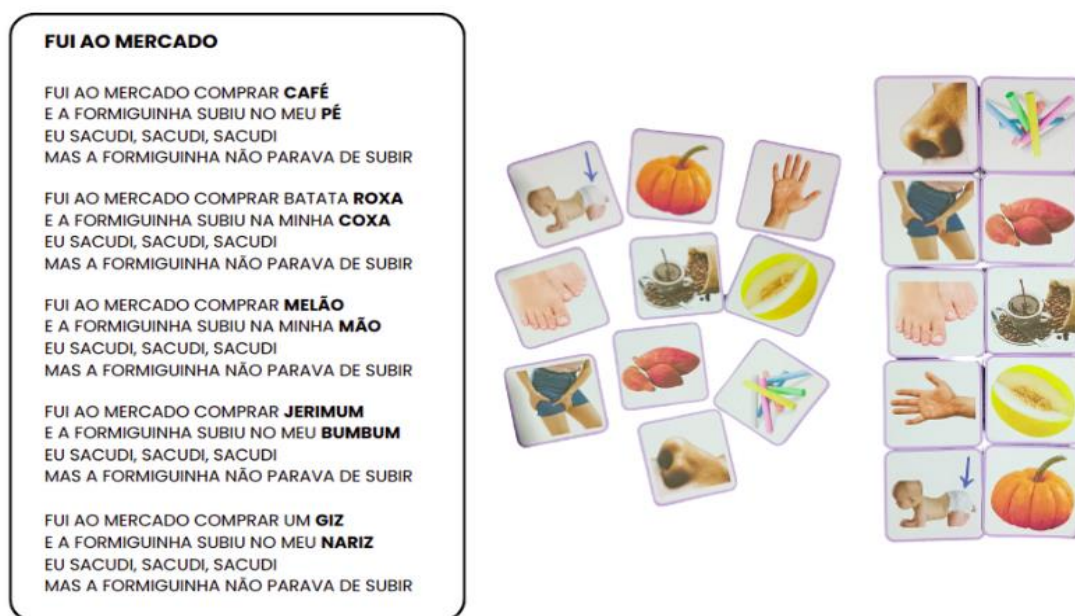 FUI AO MERCADO
FUI AO MERCADO COMPRAR CAFÉ
E A FORMIGUINHA SUBIU NO MEU PÉ
EU SACUDI, SACUDI, SACUDI
MAS A FORMIGUINHA NÃO PARAVA DE SUBIR
FUI AO MERCADO COMPRAR BATATA ROXA
E A FORMIGUINHA SUBIU NA MINHA COXA
EU SACUDI, SACUDI, SACUDI
MAS A FORMIGUINHA NÃO PARAVA DE SUBIR
FUI AO MERCADO COMPRAR MELÃO
E A FORMIGUINHA SUBIU NA MINHA MÃO
EU SACUDI, SACUDI, SACUDI
MAS A FORMIGUINHA NÃO PARAVA DE SUBIR
FUI AO MERCADO COMPRAR JERIMUM
E A FORMIGUINHA SUBIU NO MEU BUMBUM
EU SACUDI, SACUDI, SACUDI
MAS A FORMIGUINHA NÃO PARAVA DE SUBIR
FUI AO MERCADO COMPRAR UM GIZ
E A FORMIGUINHA SUBIU NO MEU NARIZ
EU SACUDI, SACUDI, SACUDI
MAS A FORMIGUINHA NÃO PARAVA DE SUBIR